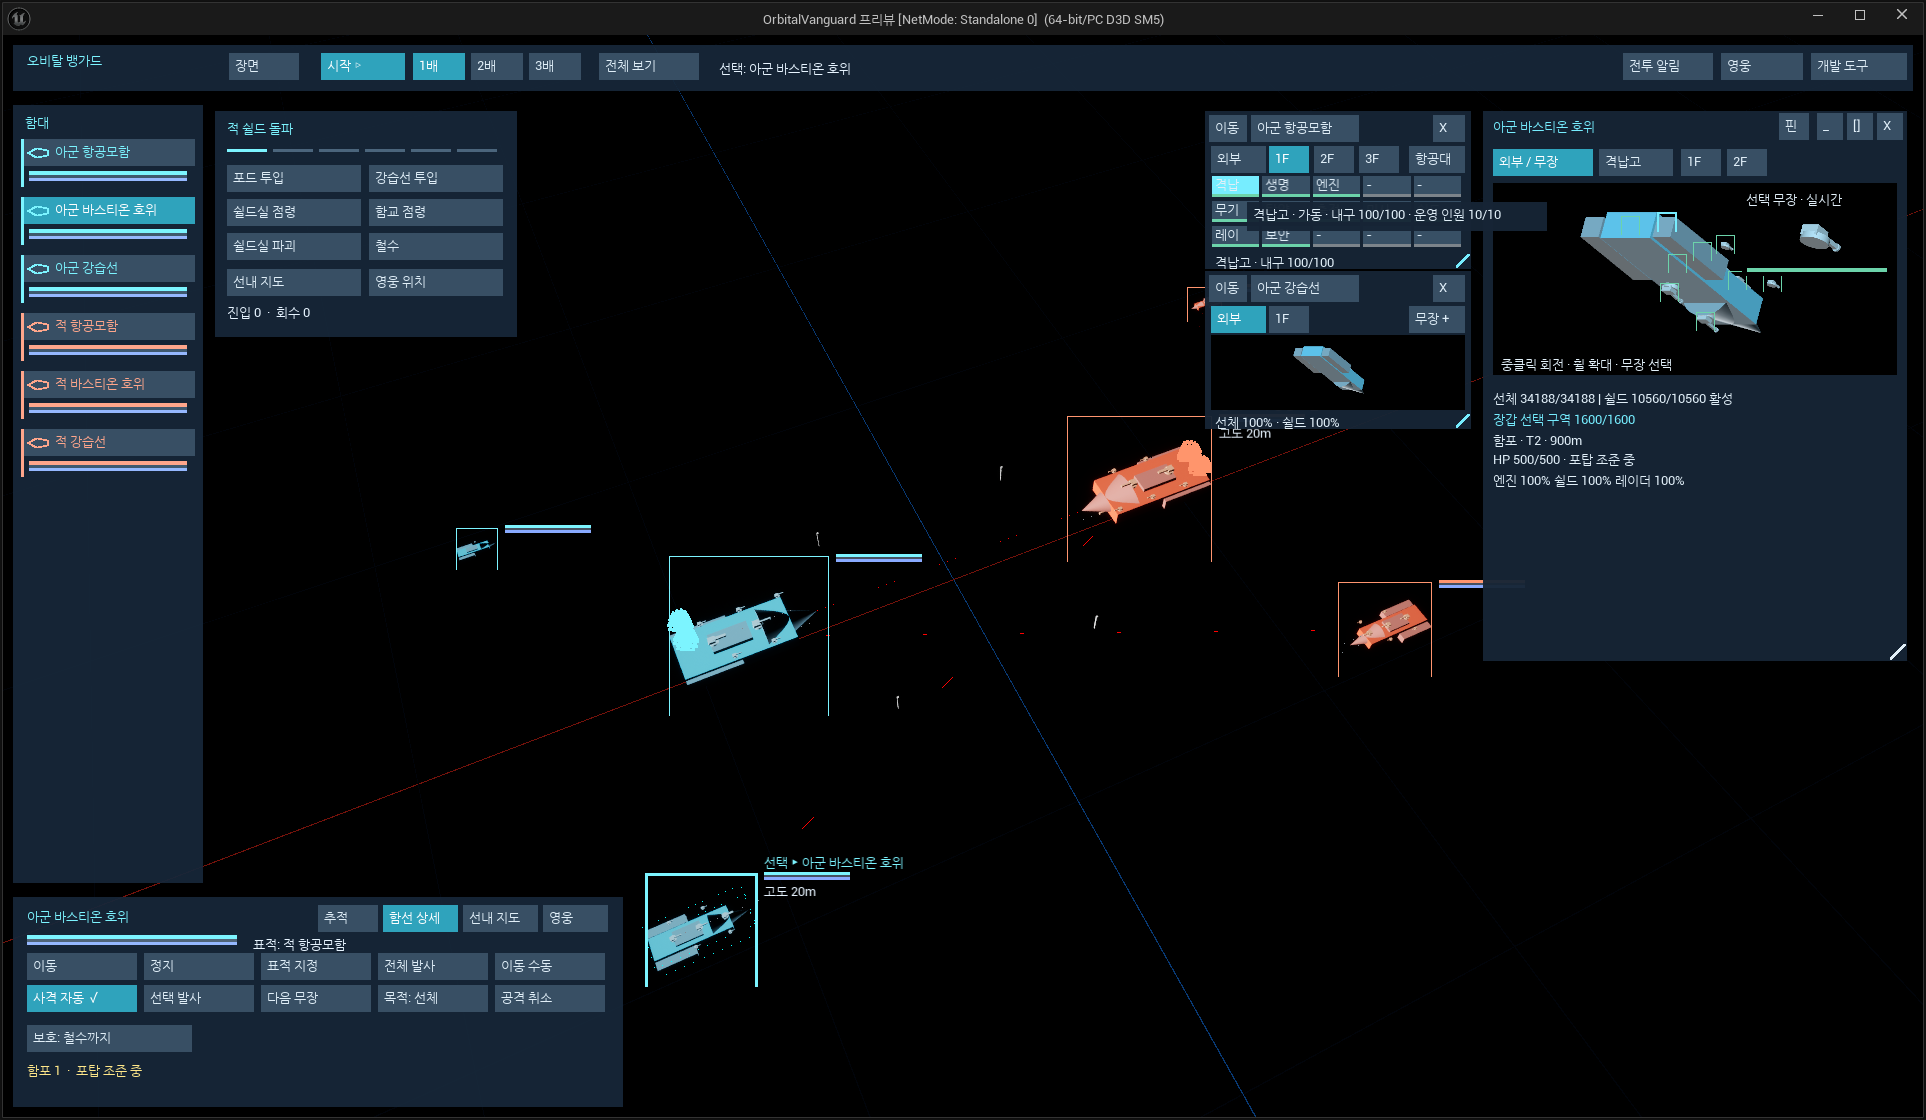 OrbitalVanguard 프리뷰 [NetMode: Standalone 0]  (64-bit/PC D3D SM5)
오비탈 뱅가드
장면
시작 ▷
1배
2배
3배
전체 보기
선택: 아군 바스티온 호위
전투 알림
영웅
개발 도구
함대
아군 항공모함
아군 바스티온 호위
아군 강습선
적 항공모함
적 바스티온 호위
적 강습선
적 쉴드 돌파
포드 투입
강습선 투입
쉴드실 점령
함교 점령
쉴드실 파괴
철수
선내 지도
영웅 위치
진입 0 · 회수 0
이동
아군 항공모함
X
외부
1F
2F
3F
항공대
격납
생명
엔진
-
-
무기
격납고 · 가동 · 내구 100/100 · 운영 인원 10/10
레이
보안
-
-
-
격납고 · 내구 100/100
이동
아군 강습선
X
외부
1F
무장 +
선체 100% · 쉴드 100%
고도 20m
아군 바스티온 호위
핀
_
[]
X
외부 / 무장
격납고
1F
2F
선택 무장 · 실시간
중클릭 회전 · 휠 확대 · 무장 선택
선체 34188/34188 | 쉴드 10560/10560 활성
장갑 선택 구역 1600/1600
함포 · T2 · 900m
HP 500/500 · 포탑 조준 중
엔진 100% 쉴드 100% 레이더 100%
선택 ▸ 아군 바스티온 호위
고도 20m
아군 바스티온 호위
추적
함선 상세
선내 지도
영웅
표적: 적 항공모함
이동
정지
표적 지정
전체 발사
이동 수동
사격 자동 √
선택 발사
다음 무장
목적: 선체
공격 취소
보호: 철수까지
함포 1 · 포탑 조준 중